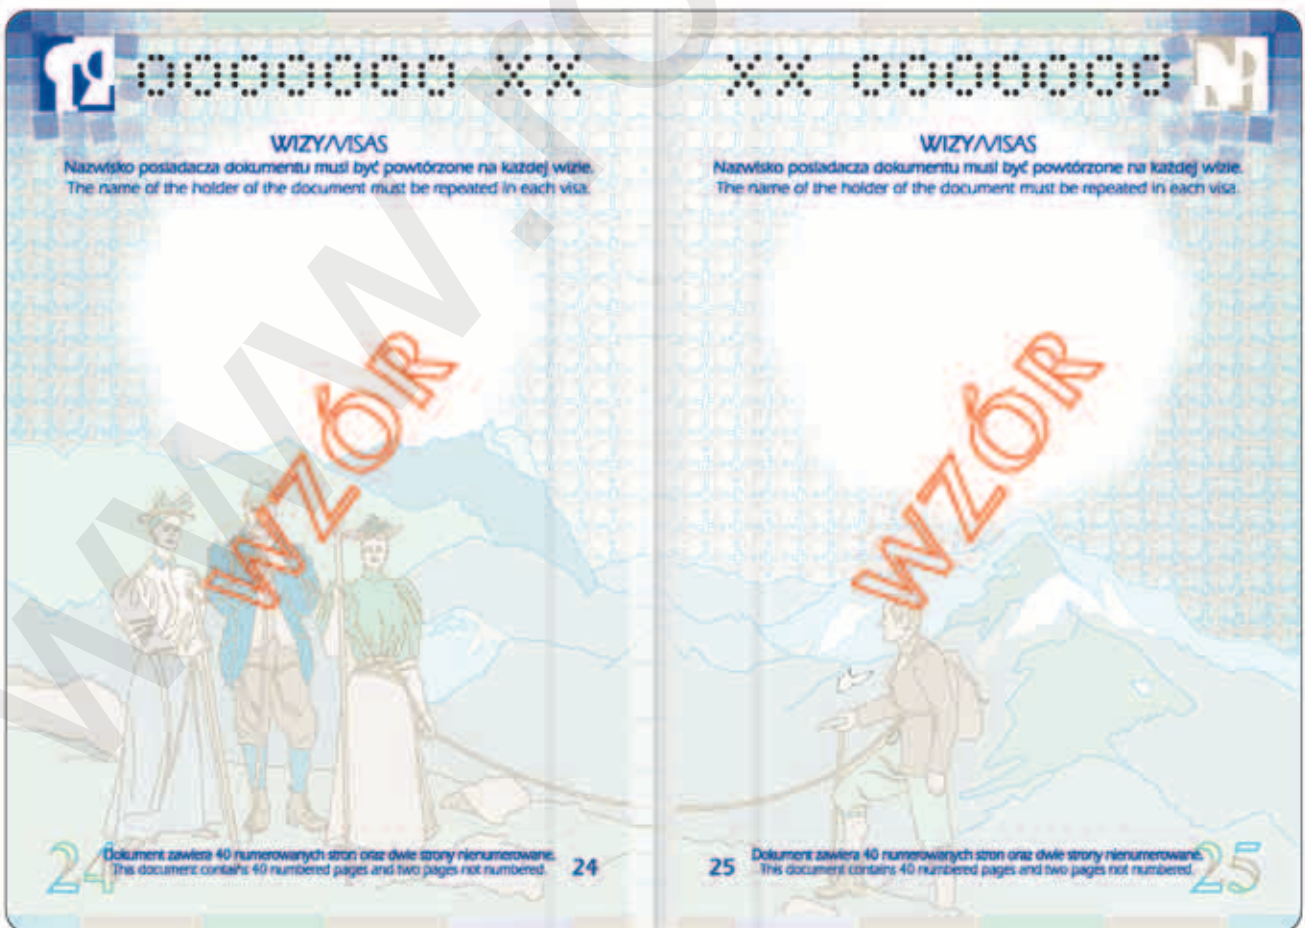 0000000 XX
WIZY/VISAS
Nazwisko posiadacza dokumentu musi być powtórzone na każdej wizie.
The name of the holder of the document must be repeated in each visa.
WZÓR
24
Dokument zawiera 40 numerowanych stron oraz dwie strony nienumerowane.
This document contains 40 numbered pages and two pages not numbered.
24
XX 0000000
WIZY/VISAS
Nazwisko posiadacza dokumentu musi być powtórzone na każdej wizie.
The name of the holder of the document must be repeated in each visa.
WZÓR
25
Dokument zawiera 40 numerowanych stron oraz dwie strony nienumerowane.
This document contains 40 numbered pages and two pages not numbered.
25